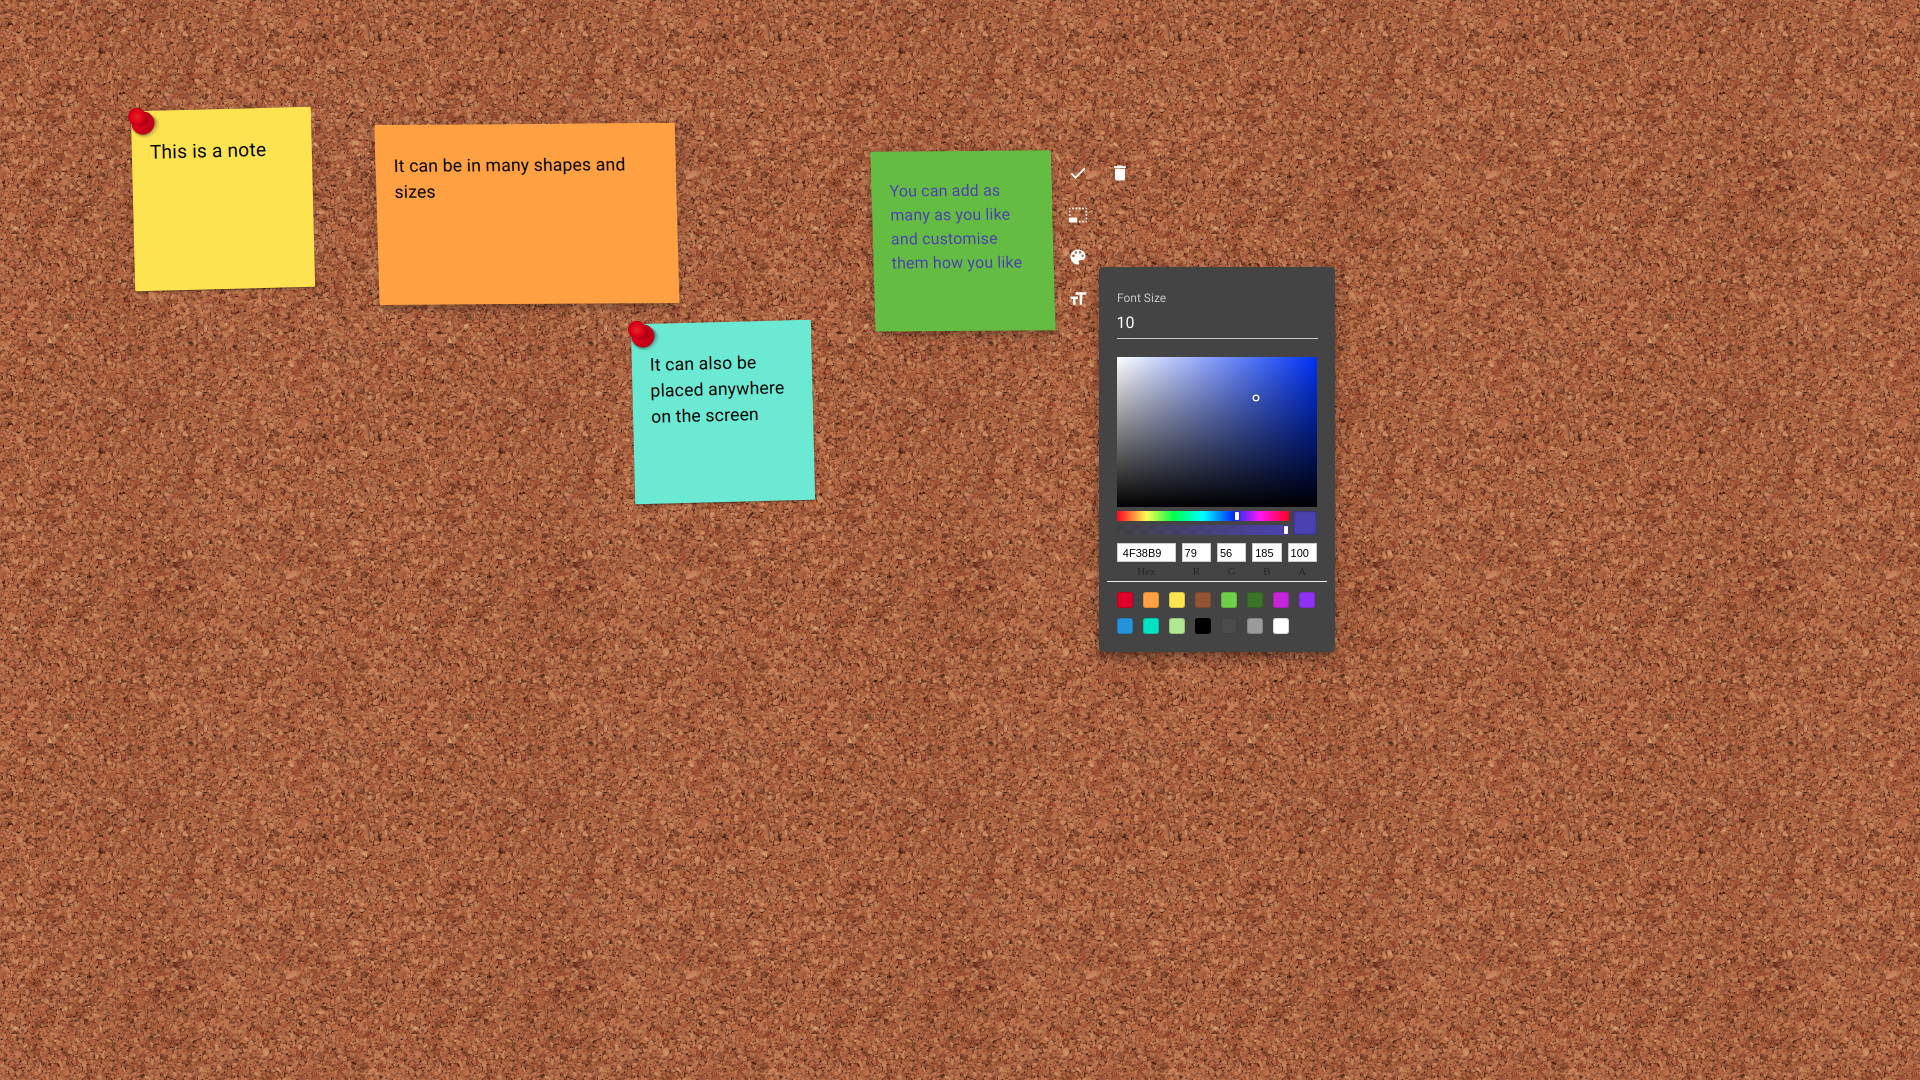 This is a note
It can be in many shapes and
sizes
You can add as
many as you like
and customise
them how you like
It can also be
placed anywhere
on the screen
Font Size
10
4F38B9 79 56 185 100
Hex R G B A